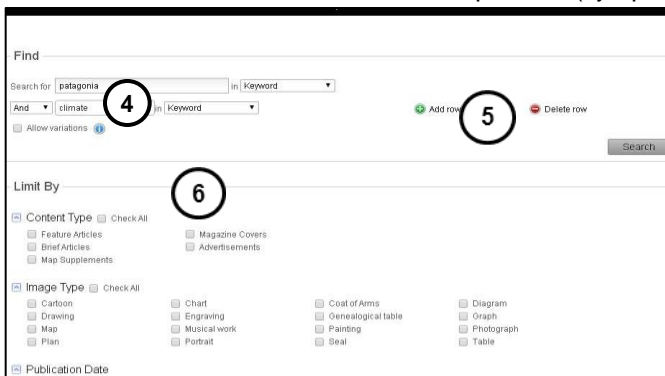 Find
Search for patagonia in Keyword
And climate in Keyword
4
Add row 5 Delete row
Allow variations
Search
Limit By
6
Content Type Check All
Feature Articles Magazine Covers
Brief Articles Advertisements
Map Supplements
Image Type Check All
Cartoon Chart Coat of Arms Diagram
Drawing Engraving Genealogical table Graph
Map Musical work Painting Photograph
Plan Portrait Seal Table
Publication Date